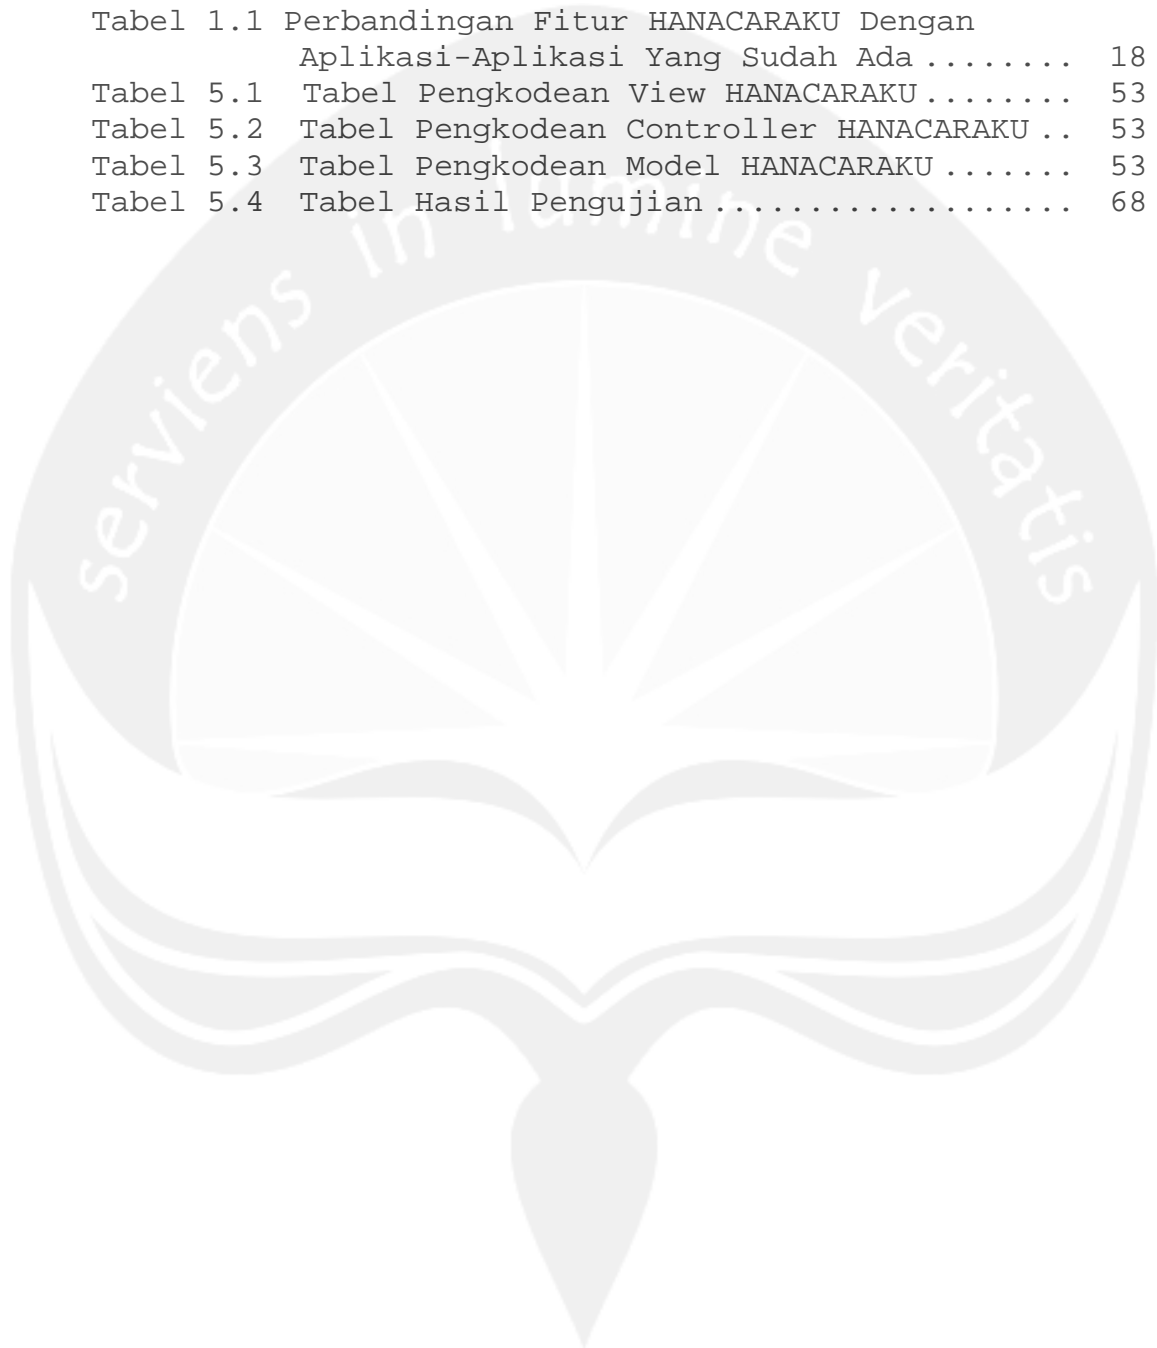 Tabel 1.1 Perbandingan Fitur HANACARAKU Dengan
Aplikasi-Aplikasi Yang Sudah Ada ........ 18
Tabel 5.1 Tabel Pengkodean View HANACARAKU ........ 53
Tabel 5.2 Tabel Pengkodean Controller HANACARAKU .. 53
Tabel 5.3 Tabel Pengkodean Model HANACARAKU ....... 53
Tabel 5.4 Tabel Hasil Pengujian ................... 68
serviens in lumine veritatis